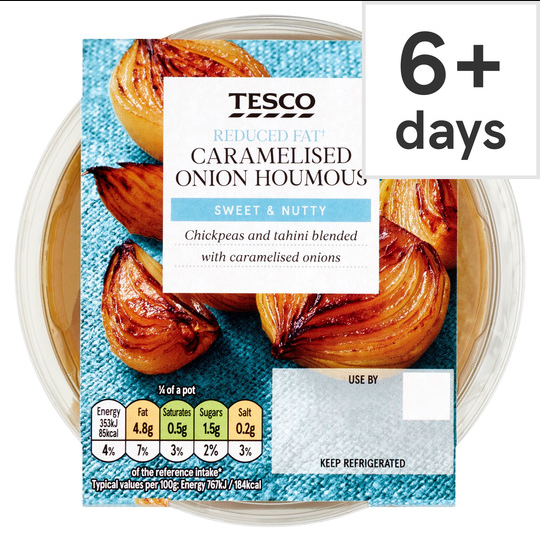 6+
days
TESCO
REDUCED FAT†
CARAMELISED
ONION HOUMOUS
SWEET & NUTTY
Chickpeas and tahini blended
with caramelised onions
¼ of a pot
Energy
353kJ
85kcal
4%
Fat
4.8g
7%
Saturates
0.5g
3%
Sugars
1.5g
2%
Salt
0.2g
3%
of the reference intake*
Typical values per 100g: Energy 767kJ / 184kcal
USE BY
KEEP REFRIGERATED